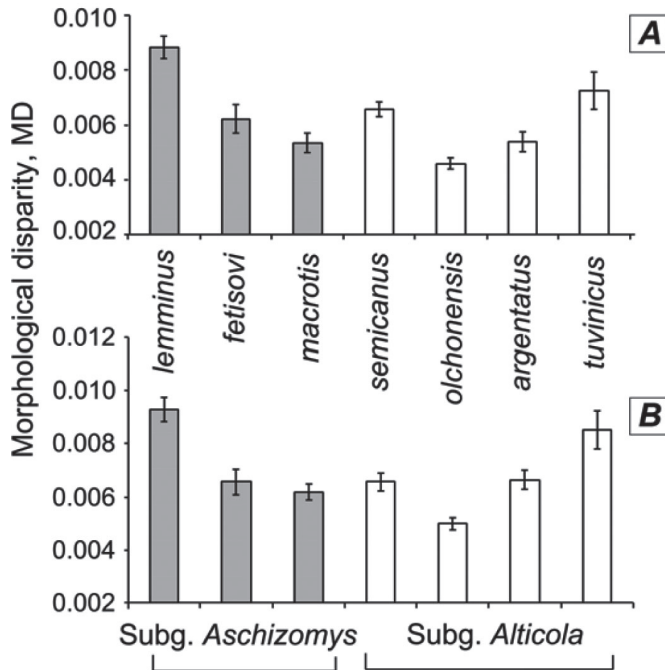 Morphological disparity, MD
A
0.010
0.008
0.006
0.004
0.002
lemminus
fetisovi
macrotis
semicanus
olchonensis
argentatus
tuvinicus
B
0.012
0.010
0.008
0.006
0.004
0.002
Subg. Aschizomys Subg. Alticola